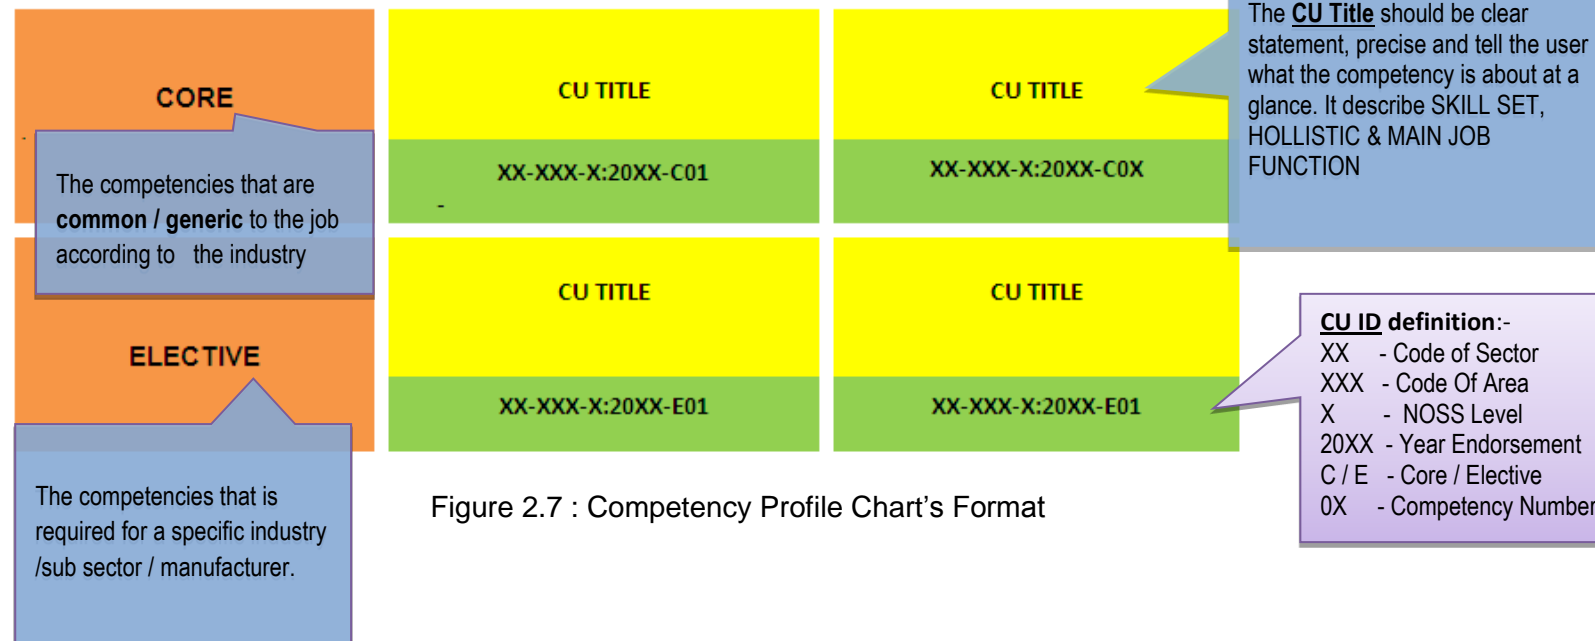 CORE
The competencies that are
common / generic to the job
according to the industry
CU TITLE
XX-XXX-X:20XX-C01
-
CU TITLE
XX-XXX-X:20XX-C0X
The CU Title should be clear
statement, precise and tell the user
what the competency is about at a
glance. It describe SKILL SET,
HOLLISTIC & MAIN JOB
FUNCTION
ELECTIVE
The competencies that is
required for a specific industry
/sub sector / manufacturer.
CU TITLE
XX-XXX-X:20XX-E01
CU TITLE
XX-XXX-X:20XX-E01
CU ID definition:-
XX - Code of Sector
XXX - Code Of Area
X - NOSS Level
20XX - Year Endorsement
C / E - Core / Elective
0X - Competency Number
Figure 2.7 : Competency Profile Chart's Format